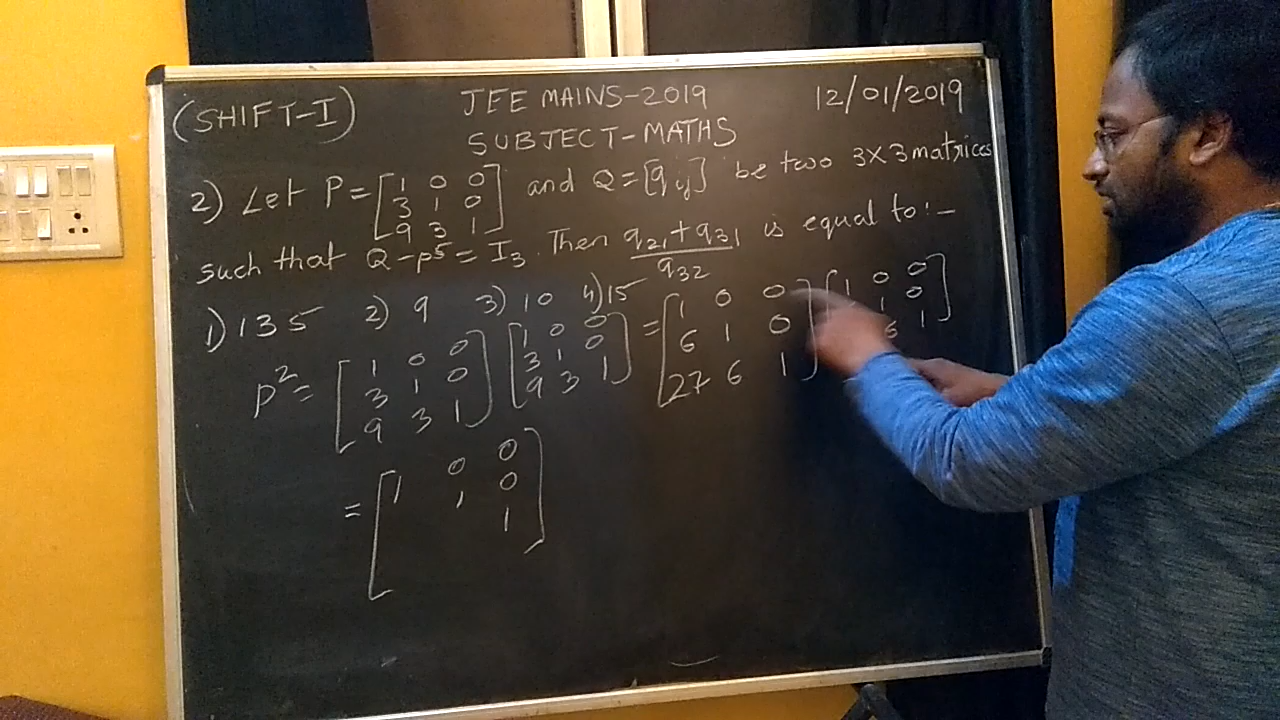 (SHIFT-I) JEE MAINS-2019 12/01/2019
SUBJECT-MATHS
2) Let P=[1 0 0 and Q=[qij] be two 3x3 matrices
3 1 0
9 3 1]
such that Q-P5=I3. Then q21+q31 is equal to:-
q32
1)135 2) 9 3) 10 4)15
P2= [1 0 0 [1 0 0 =[1 0 0 [1 0 0
3 1 0 3 1 0 6 1 0 1 0
9 3 1] 9 3 1] 27 6 1] 6 1]
= [1 0 0
1 0
1]